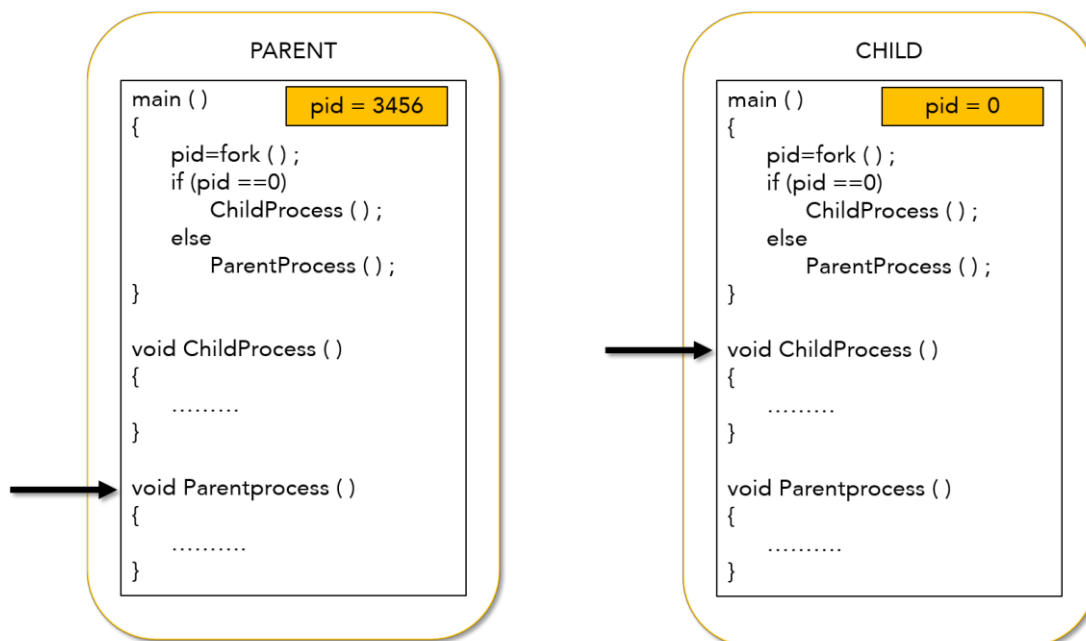 PARENT
main ( )
pid = 3456
{
pid=fork ( ) ;
if (pid ==0)
ChildProcess ( ) ;
else
ParentProcess ( ) ;
}
void ChildProcess ( )
{
.........
}
void Parentprocess ( )
{
..........
}
CHILD
main ( )
pid = 0
{
pid=fork ( ) ;
if (pid ==0)
ChildProcess ( ) ;
else
ParentProcess ( ) ;
}
void ChildProcess ( )
{
.........
}
void Parentprocess ( )
{
..........
}